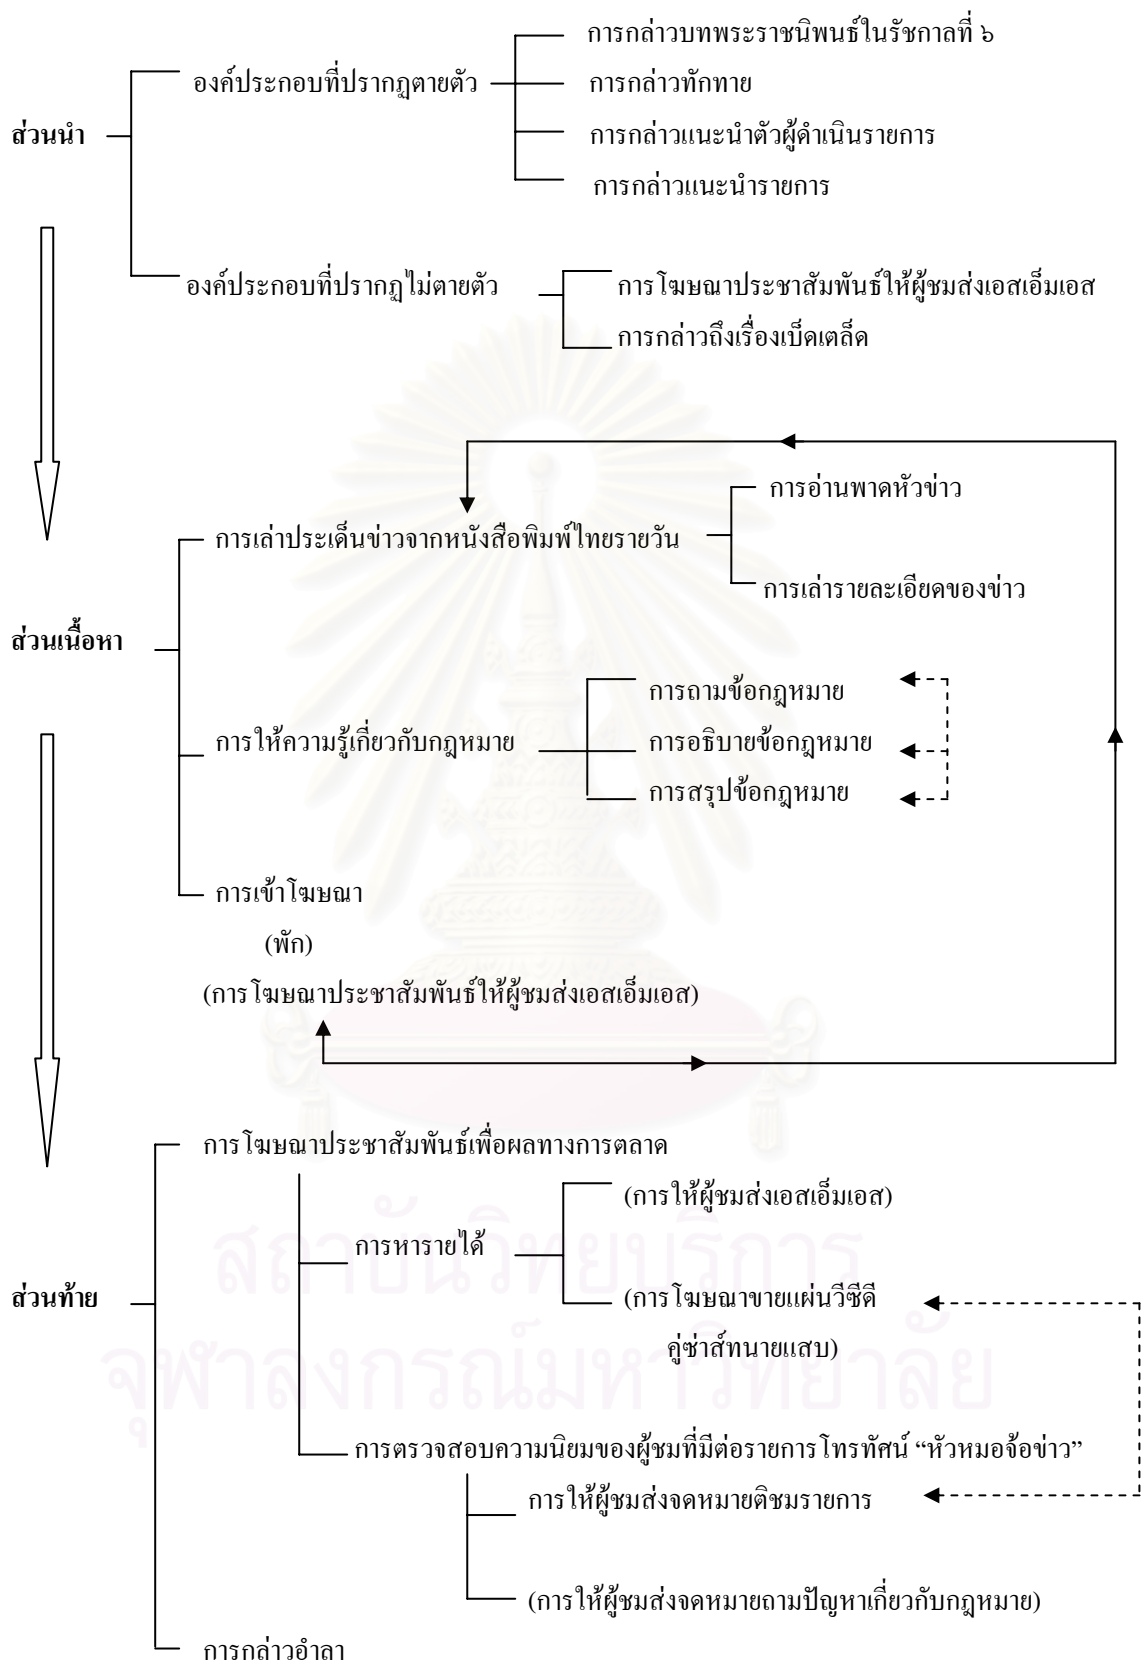 การกล่าวบทพระราชนิพนธ์ในรัชกาลที่ ๖
องค์ประกอบที่ปรากฏตายตัว
การกล่าวทักทาย
ส่วนนำ
การกล่าวแนะนำตัวผู้ดำเนินรายการ
การกล่าวแนะนำรายการ
องค์ประกอบที่ปรากฏไม่ตายตัว
การโฆษณาประชาสัมพันธ์ให้ผู้ชมส่งเอสเอ็มเอส
การกล่าวถึงเรื่องเบ็ดเตล็ด
การอ่านพาดหัวข่าว
การเล่าประเด็นข่าวจากหนังสือพิมพ์ไทยรายวัน
การเล่ารายละเอียดของข่าว
ส่วนเนื้อหา
การถามข้อกฎหมาย
การให้ความรู้เกี่ยวกับกฎหมาย
การอธิบายข้อกฎหมาย
การสรุปข้อกฎหมาย
การเข้าโฆษณา
(พัก)
(การโฆษณาประชาสัมพันธ์ให้ผู้ชมส่งเอสเอ็มเอส)
การโฆษณาประชาสัมพันธ์เพื่อผลทางการตลาด
(การให้ผู้ชมส่งเอสเอ็มเอส)
การหารายได้
ส่วนท้าย
(การโฆษณาขายแผ่นวีซีดี
คู่ซ่าส์ทนายแสบ)
การตรวจสอบความนิยมของผู้ชมที่มีต่อรายการโทรทัศน์ “หัวหมอจ้อข่าว”
การให้ผู้ชมส่งจดหมายติชมรายการ
(การให้ผู้ชมส่งจดหมายถามปัญหาเกี่ยวกับกฎหมาย)
การกล่าวอำลา
สถาบันวิทยบริการ
จุฬาลงกรณ์มหาวิทยาลัย